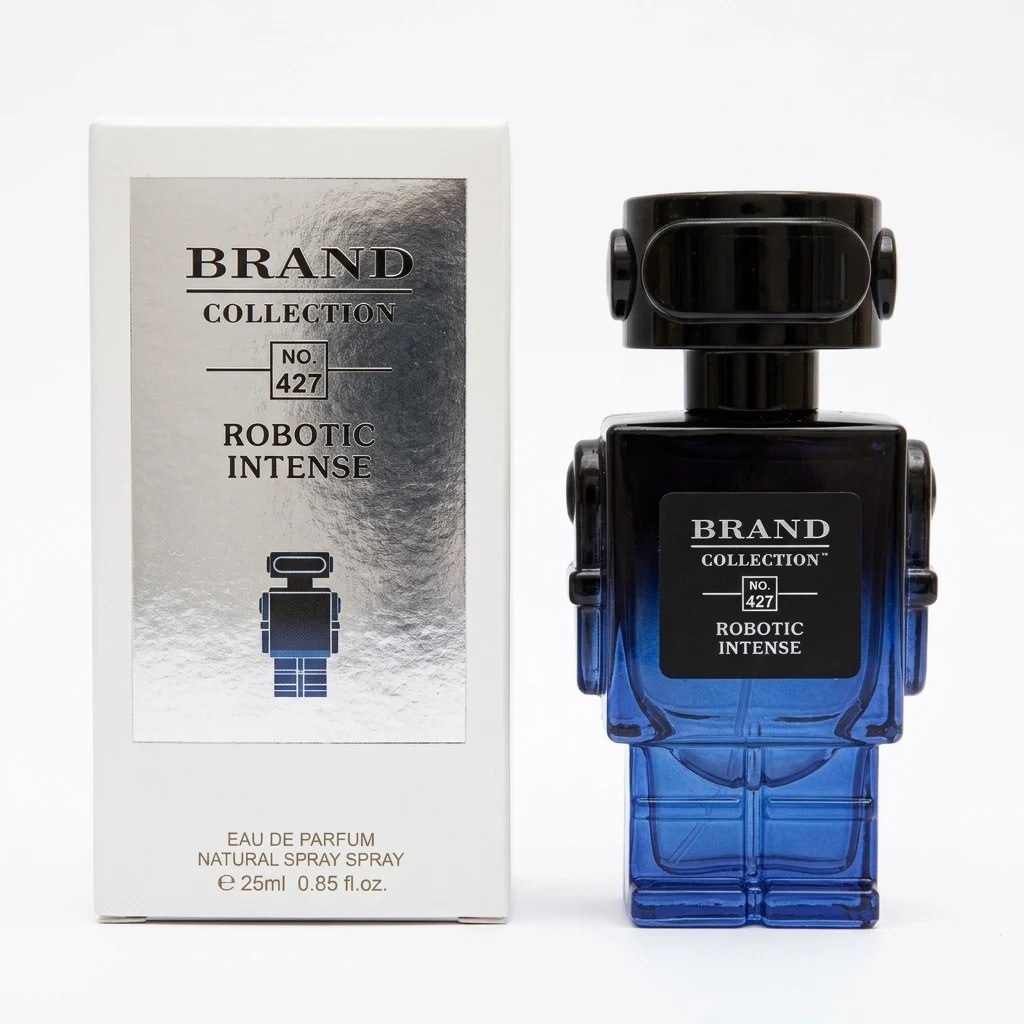 BRAND
COLLECTION
NO.
427
ROBOTIC
INTENSE
EAU DE PARFUM
NATURAL SPRAY SPRAY
℮ 25ml 0.85 fl.oz.
BRAND
COLLECTION™
NO.
427
ROBOTIC
INTENSE